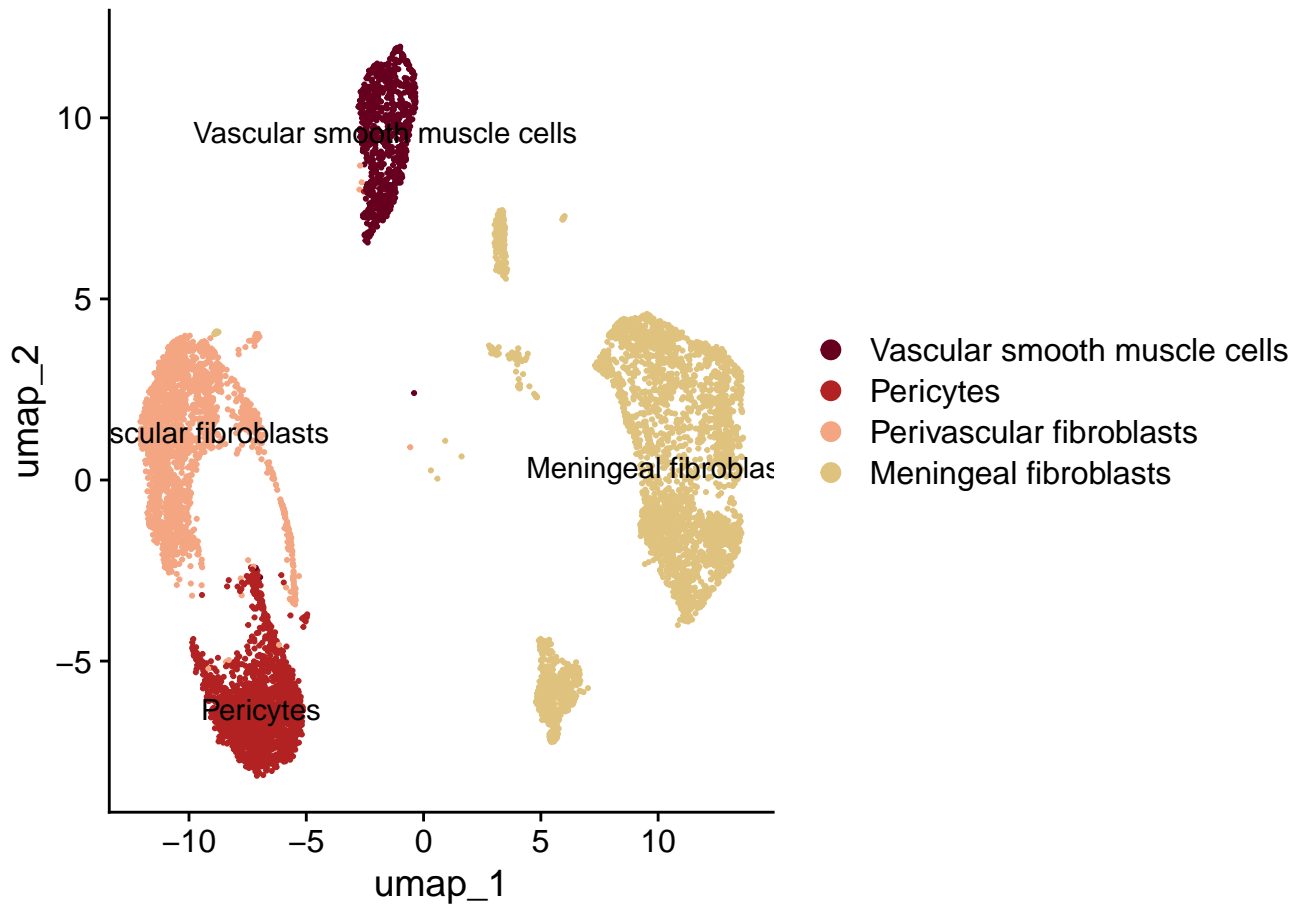 10
5
0
−5
umap_2
Vascular smooth muscle cells
scular fibroblasts
Meningeal fibroblas
Pericytes
−10
−5
0
5
10
umap_1
Vascular smooth muscle cells
Pericytes
Perivascular fibroblasts
Meningeal fibroblasts